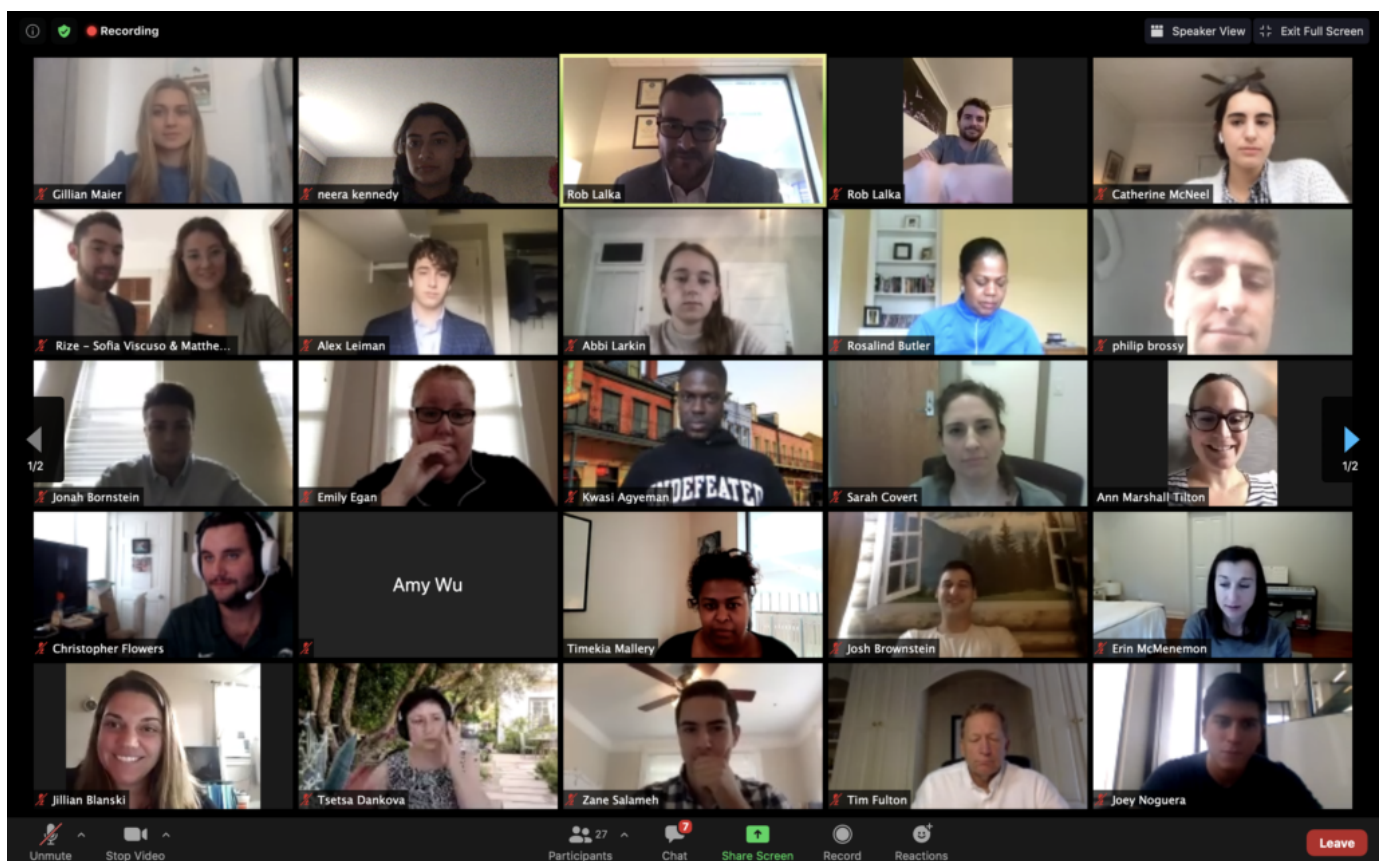 Recording
Speaker View
Exit Full Screen
Gillian Maier
neera kennedy
Rob Lalka
Rob Lalka
Catherine McNeel
Rize – Sofia Viscuso & Matthe...
Alex Leiman
Abbi Larkin
Rosalind Butler
philip brossy
Jonah Bornstein
Emily Egan
UNDEFEATED
Kwasi Agyeman
Sarah Covert
Ann Marshall Tilton
1/2
1/2
Christopher Flowers
Amy Wu
Timekia Mallery
Josh Brownstein
Erin McMenemon
Jillian Blanski
Tsetsa Dankova
Zane Salameh
Tim Fulton
Joey Noguera
Unmute
Stop Video
27
Participants
7
Chat
Share Screen
Record
Reactions
Leave